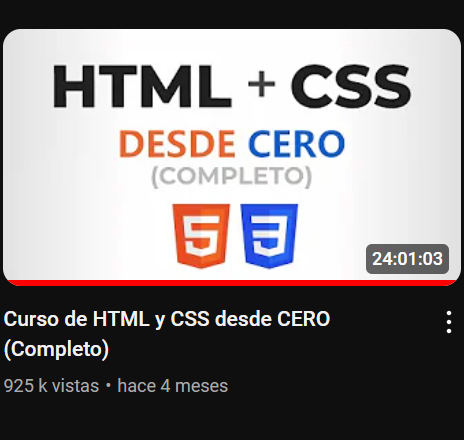 HTML + CSS
DESDE CERO
(COMPLETO)
5 3
24:01:03
Curso de HTML y CSS desde CERO
(Completo)
925 k vistas • hace 4 meses